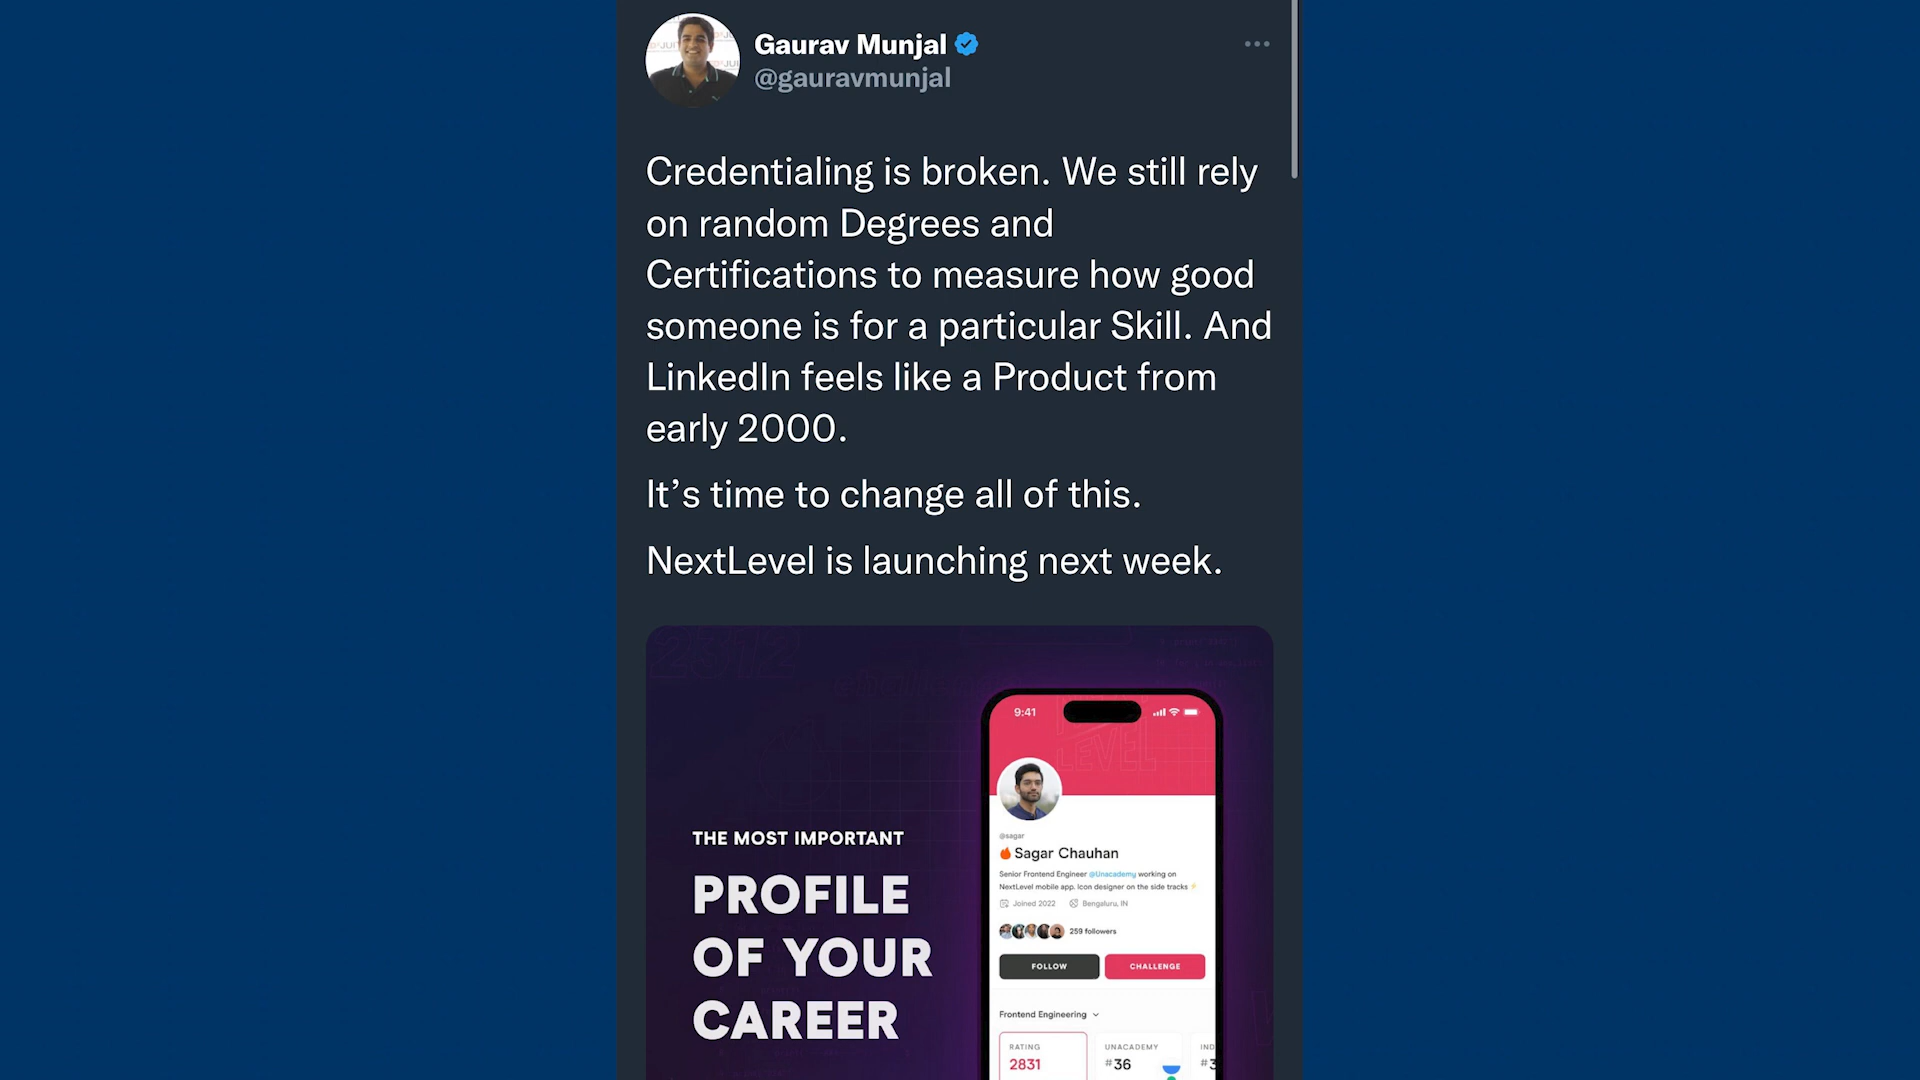 Gaurav Munjal
@gauravmunjal
Credentialing is broken. We still rely
on random Degrees and
Certifications to measure how good
someone is for a particular Skill. And
LinkedIn feels like a Product from
early 2000.
It’s time to change all of this.
NextLevel is launching next week.
THE MOST IMPORTANT
PROFILE
OF YOUR
CAREER
9:41
LEVEL
@sagar
Sagar Chauhan
Senior Frontend Engineer @Unacademy working on
NextLevel mobile app. Icon designer on the side tracks
Joined 2022 Bengaluru, IN
259 followers
FOLLOW CHALLENGE
Frontend Engineering
RATING UNACADEMY
2831 #36